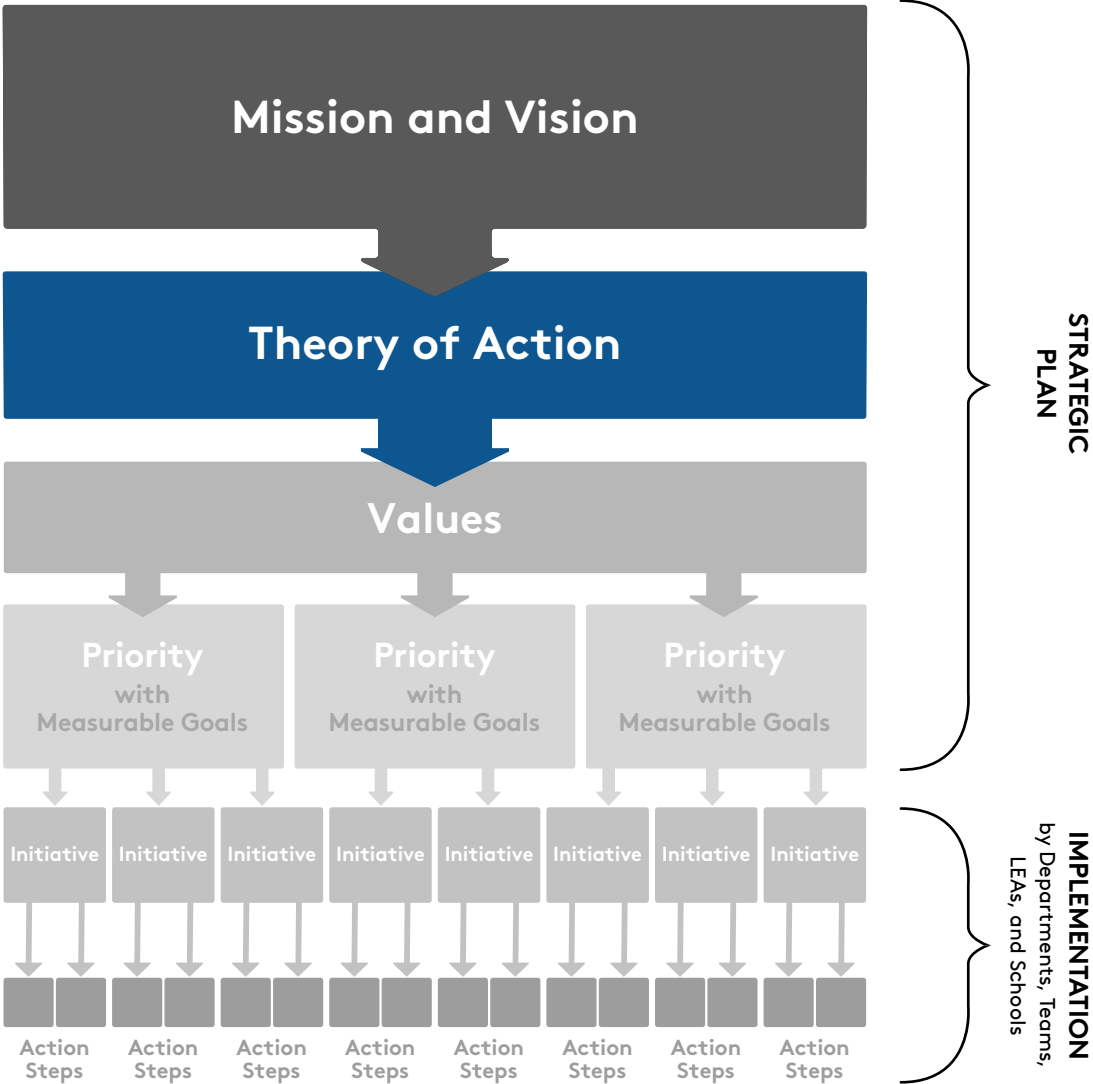 Mission and Vision
Theory of Action
Values
Priority
with
Measurable Goals
Priority
with
Measurable Goals
Priority
with
Measurable Goals
Initiative
Initiative
Initiative
Initiative
Initiative
Initiative
Initiative
Initiative
Action
Steps
Action
Steps
Action
Steps
Action
Steps
Action
Steps
Action
Steps
Action
Steps
Action
Steps
STRATEGIC
PLAN
IMPLEMENTATION
by Departments, Teams,
LEAs, and Schools